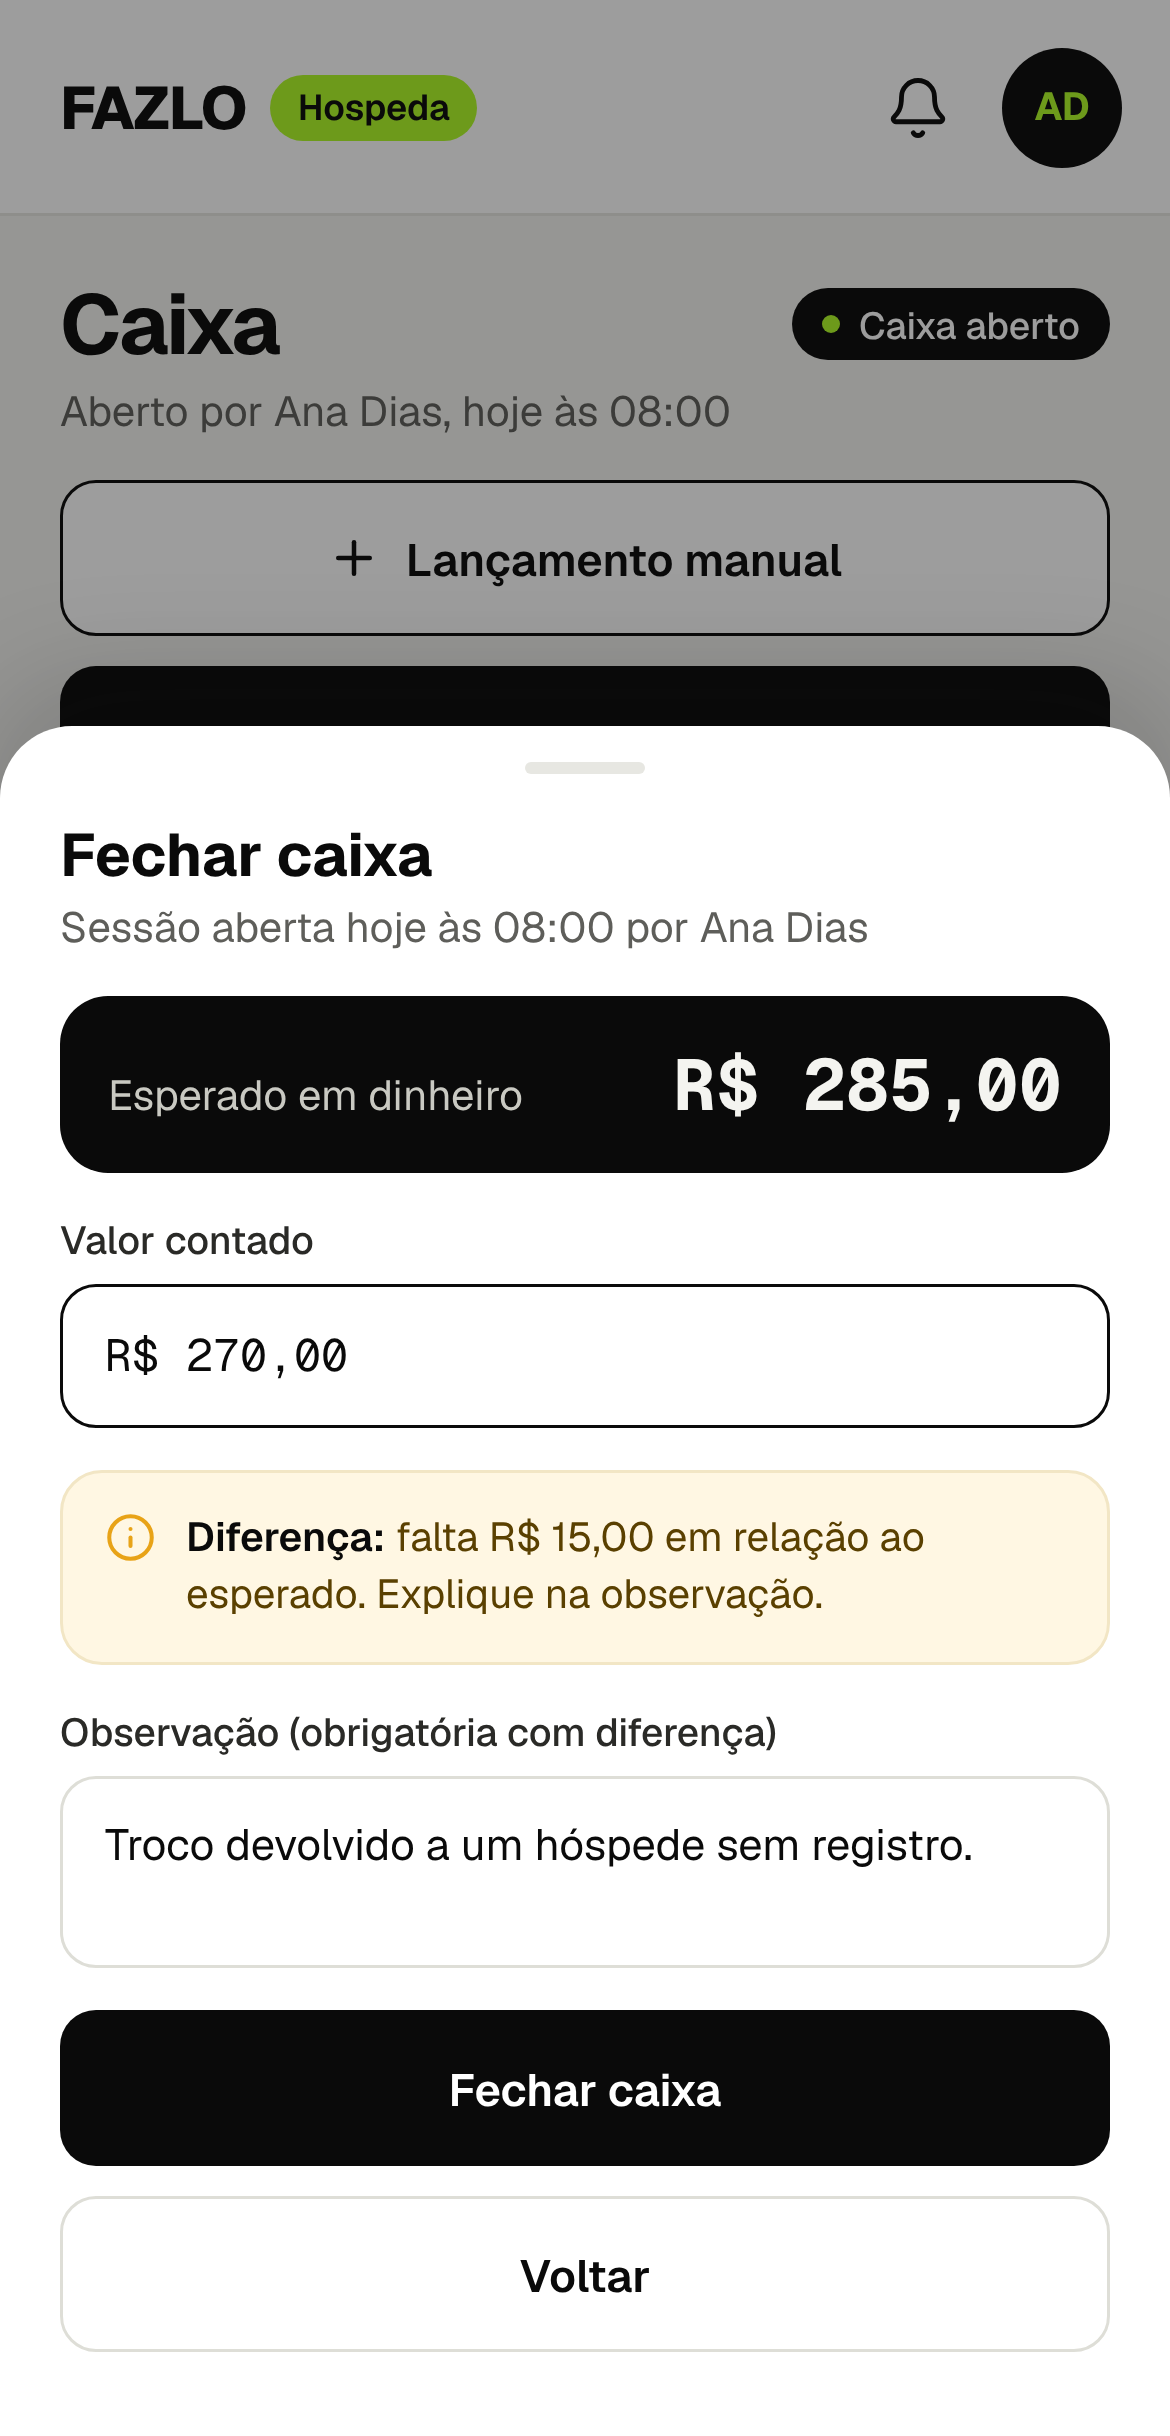 FAZLO Hospeda AD
Caixa Caixa aberto
Aberto por Ana Dias, hoje às 08:00
+ Lançamento manual
Fechar caixa
Sessão aberta hoje às 08:00 por Ana Dias
Esperado em dinheiro R$ 285,00
Valor contado
R$ 270,00
Diferença: falta R$ 15,00 em relação ao
esperado. Explique na observação.
Observação (obrigatória com diferença)
Troco devolvido a um hóspede sem registro.
Fechar caixa
Voltar